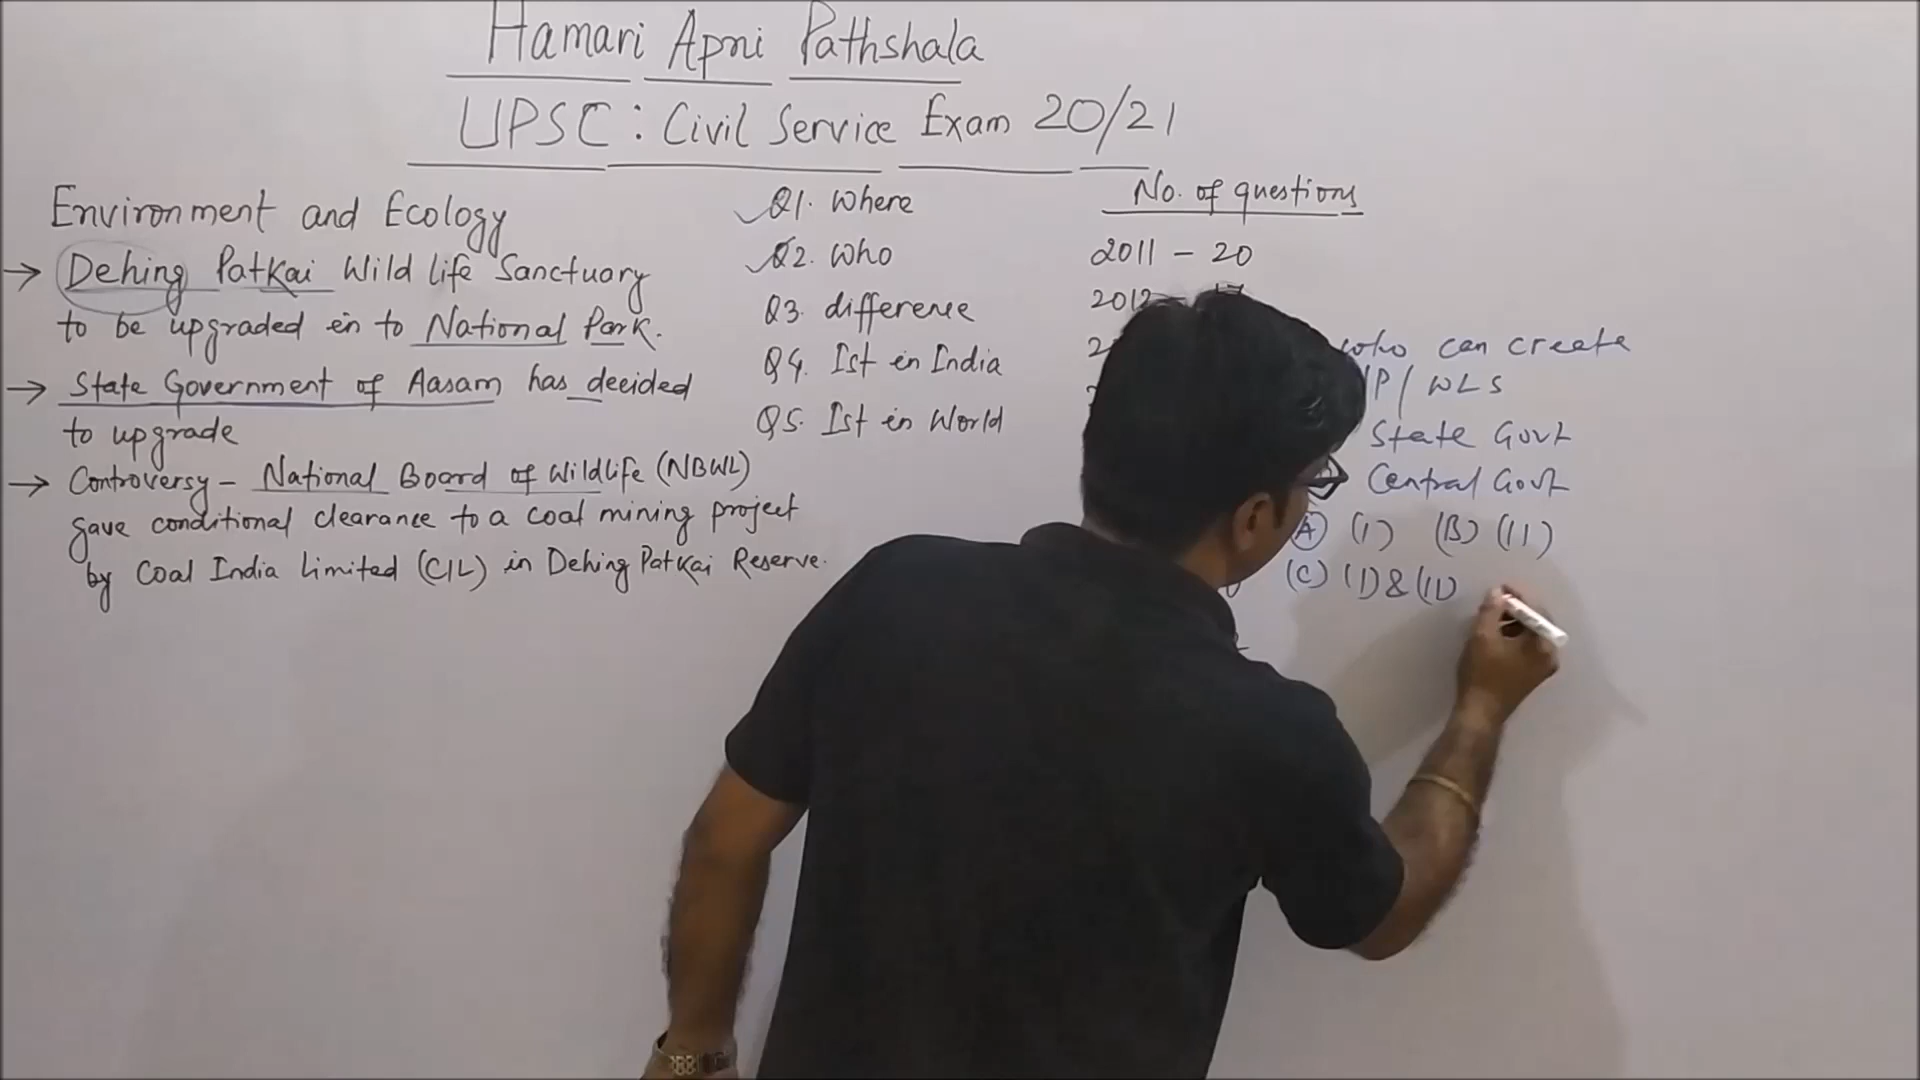 Hamari Apni Pathshala
UPSC : Civil Service Exam 20/21
Environment and Ecology
→ Dehing Patkai Wild life Sanctuary
to be upgraded in to National Park.
→ State Government of Aasam has decided
to upgrade
→ Controversy - National Board of Wildlife (NBWL)
gave conditional clearance to a coal mining project
by Coal India Limited (CIL) in Dehing Patkai Reserve.
Q1. Where
Q2. Who
Q3. difference
Q4. Ist in India
Q5. Ist in World
No. of questions
2011 - 20
2012 - 17
who can create
P / WLS
State Govt
Central Govt
(A) (I) (B) (II)
(C) (I) & (II)